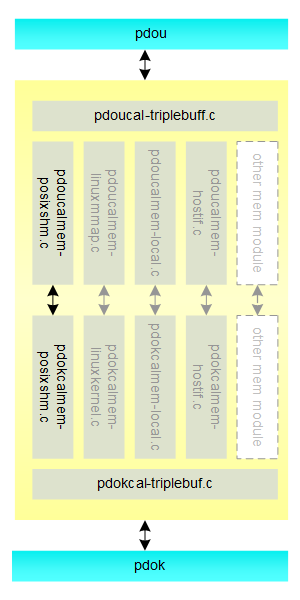 pdou
pdoucal-triplebuff.c
pdoucalmem-
posixshm.c
pdoucalmem-
linuxmmap.c
pdoucalmem-local.c
pdoucalmem-
hostif.c
other mem module
pdokcalmem-
posixshm.c
pdokcalmem-
linuxkernel.c
pdokcalmem-local.c
pdokcalmem-
hostif.c
other mem
module
pdokcal-triplebuf.c
pdok